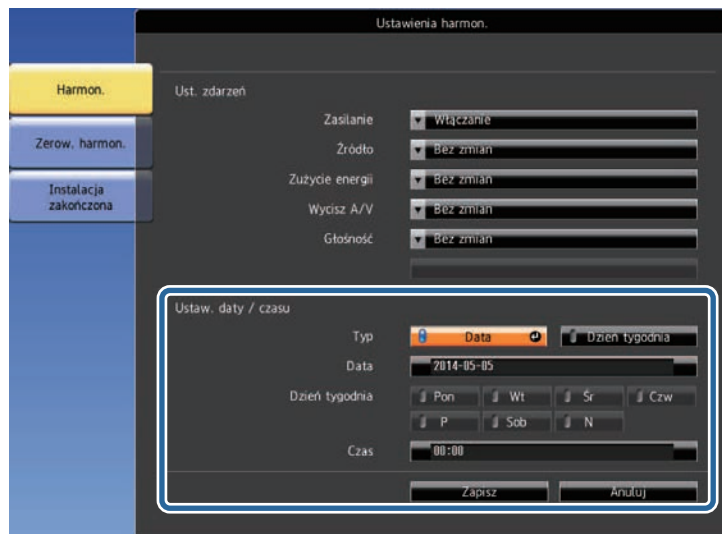 Ustawienia harmon.
Harmon.
Zerow. harmon.
Instalacja
zakończona
Ust. zdarzeń
Zasilanie Włączanie
Źródło Bez zmian
Zużycie energii Bez zmian
Wycisz A/V Bez zmian
Głośność Bez zmian
Ustaw. daty / czasu
Typ Data Dzień tygodnia
Data 2014-05-05
Dzień tygodnia Pon Wt Śr Czw
P Sob N
Czas 00:00
Zapisz Anuluj